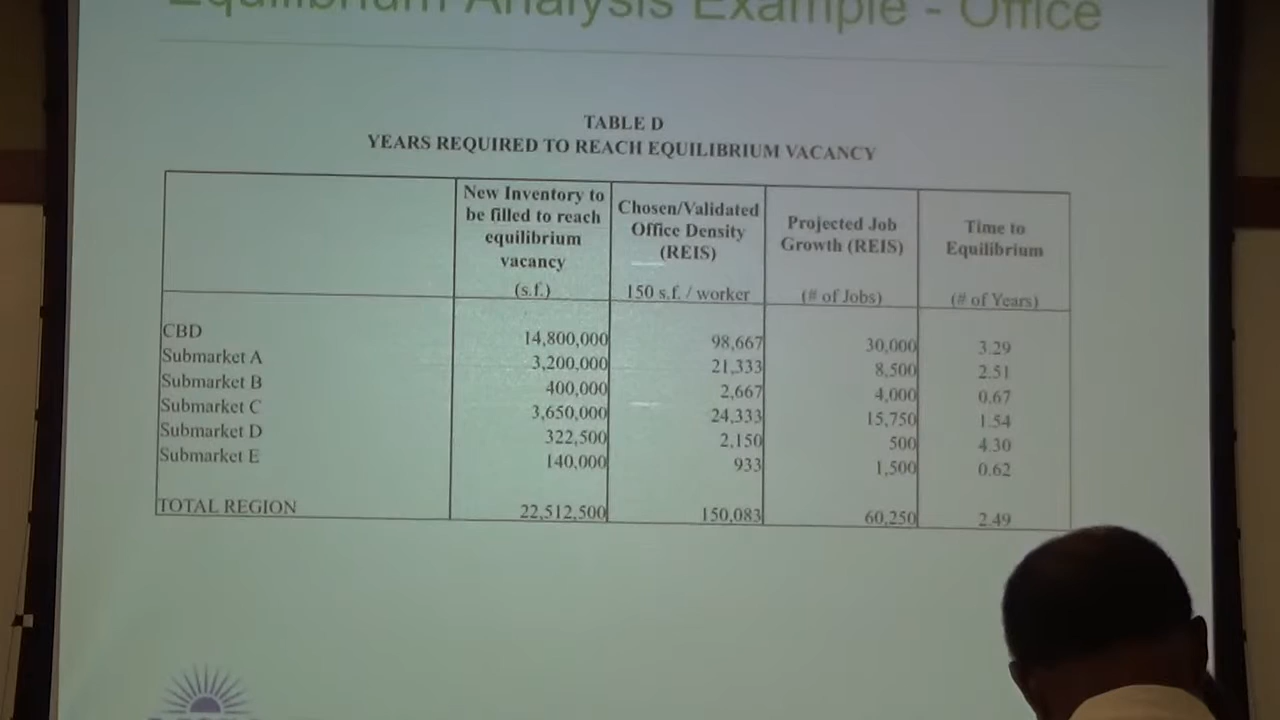 Equilibrium Analysis Example - Office
TABLE D
YEARS REQUIRED TO REACH EQUILIBRIUM VACANCY
New Inventory to be filled to reach equilibrium vacancy (s.f.)
Chosen/Validated Office Density (REIS) 150 s.f. / worker
Projected Job Growth (REIS) (# of Jobs)
Time to Equilibrium (# of Years)
CBD 14,800,000 98,667 30,000 3.29
Submarket A 3,200,000 21,333 8,500 2.51
Submarket B 400,000 2,667 4,000 0.67
Submarket C 3,650,000 24,333 15,750 1.54
Submarket D 322,500 2,150 500 4.30
Submarket E 140,000 933 1,500 0.62
TOTAL REGION 22,512,500 150,083 60,250 2.49